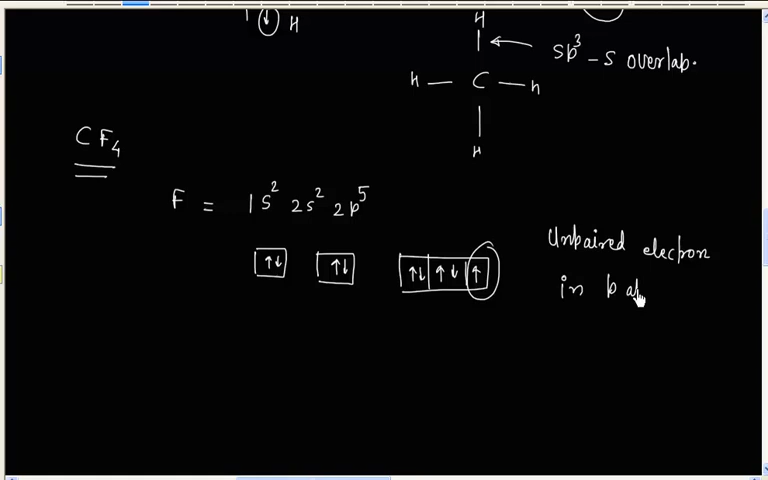 H
H
sp³ – s overlap.
H – C – H
H
CF₄
F = 1s² 2s² 2p⁵
↑↓ ↑↓ ↑↓ ↑↓ ↑
Unpaired electron
in p